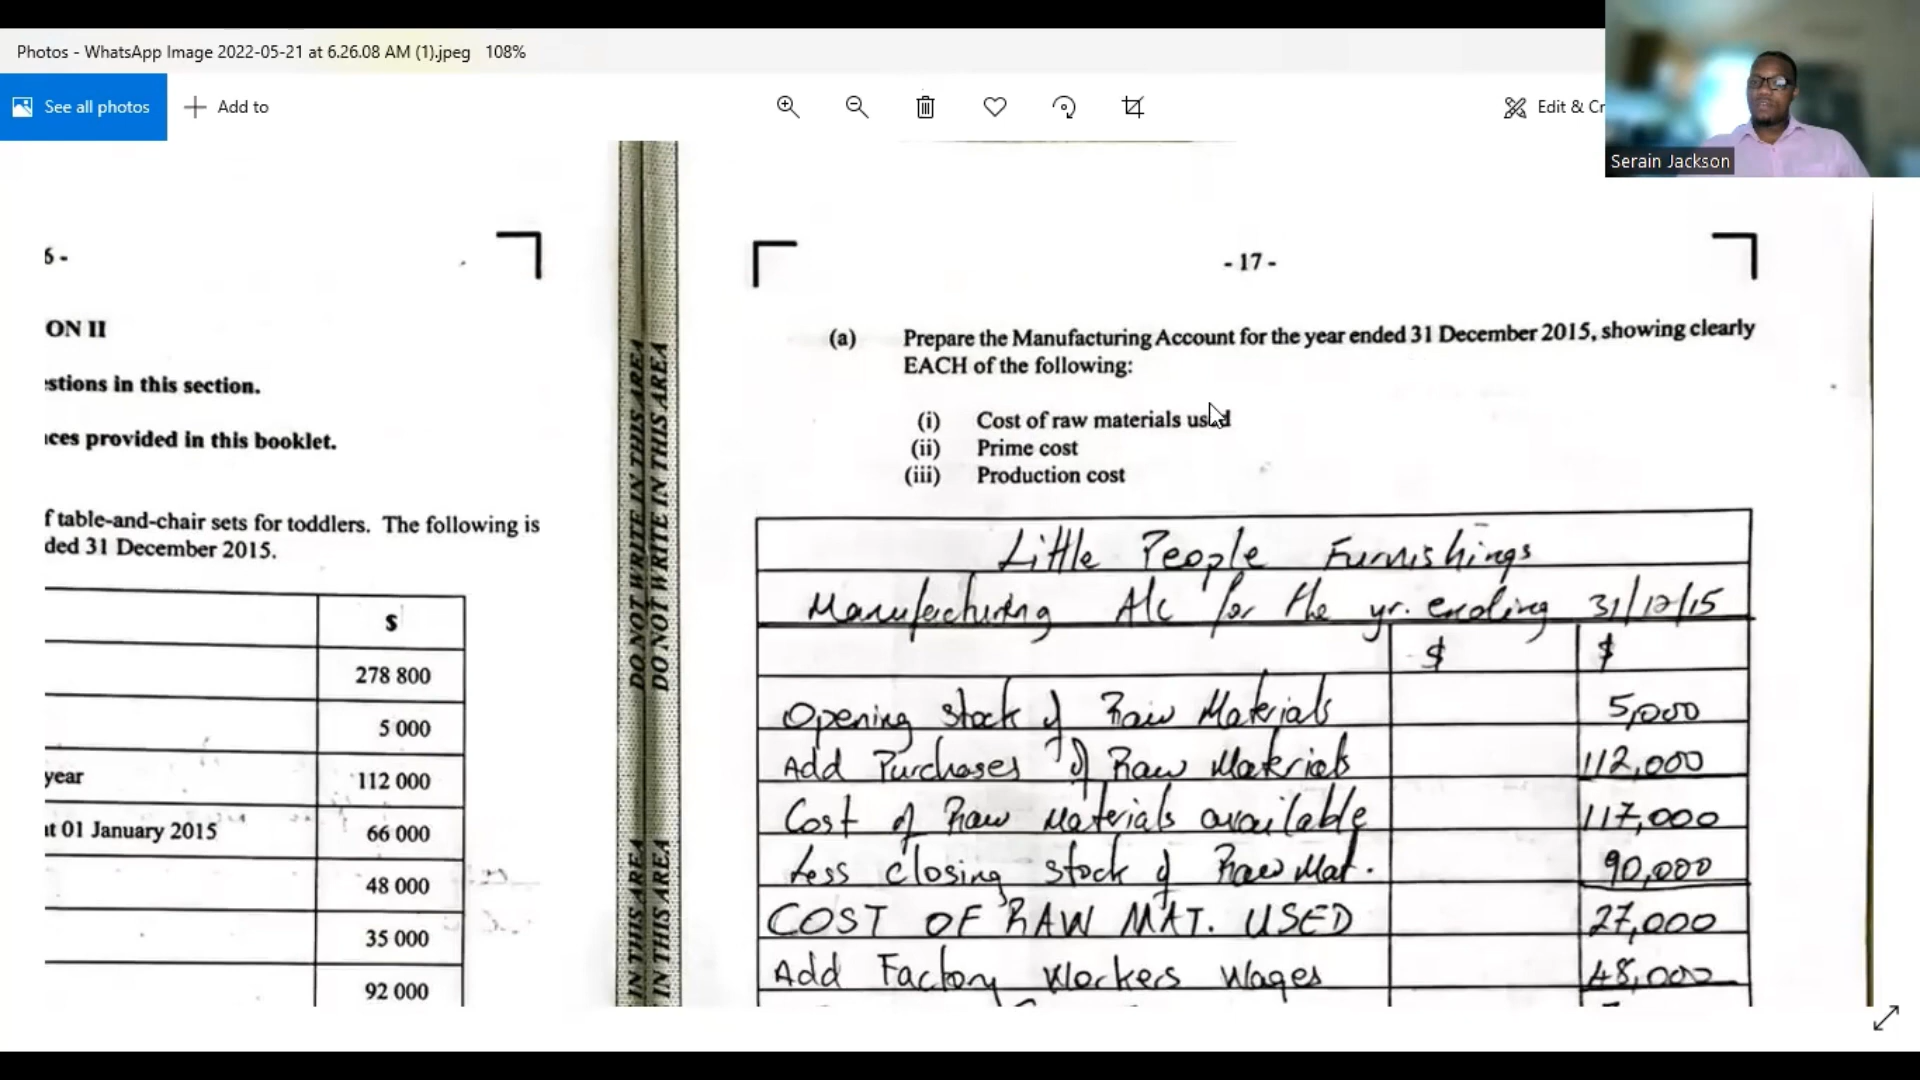 Photos - WhatsApp Image 2022-05-21 at 6.26.08 AM (1).jpeg 108%
See all photos
Add to
Edit & Cr
Serain Jackson
6 -
ON II
estions in this section.
ces provided in this booklet.
f table-and-chair sets for toddlers. The following is
ded 31 December 2015.
$
278 800
5 000
year 112 000
at 01 January 2015 66 000
48 000
35 000
92 000
DO NOT WRITE IN THIS AREA
DO NOT WRITE IN THIS AREA
IN THIS AREA
IN THIS AREA
- 17 -
(a) Prepare the Manufacturing Account for the year ended 31 December 2015, showing clearly
EACH of the following:
(i) Cost of raw materials used
(ii) Prime cost
(iii) Production cost
Little People Furnishings
Manufacturing A/c for the yr. ending 31/12/15
$ $
Opening stock of Raw Materials 5,000
Add Purchases of Raw Materials 112,000
Cost of Raw Materials available 117,000
Less closing stock of Raw Mat. 90,000
COST OF RAW MAT. USED 27,000
Add Factory Workers Wages 48,000